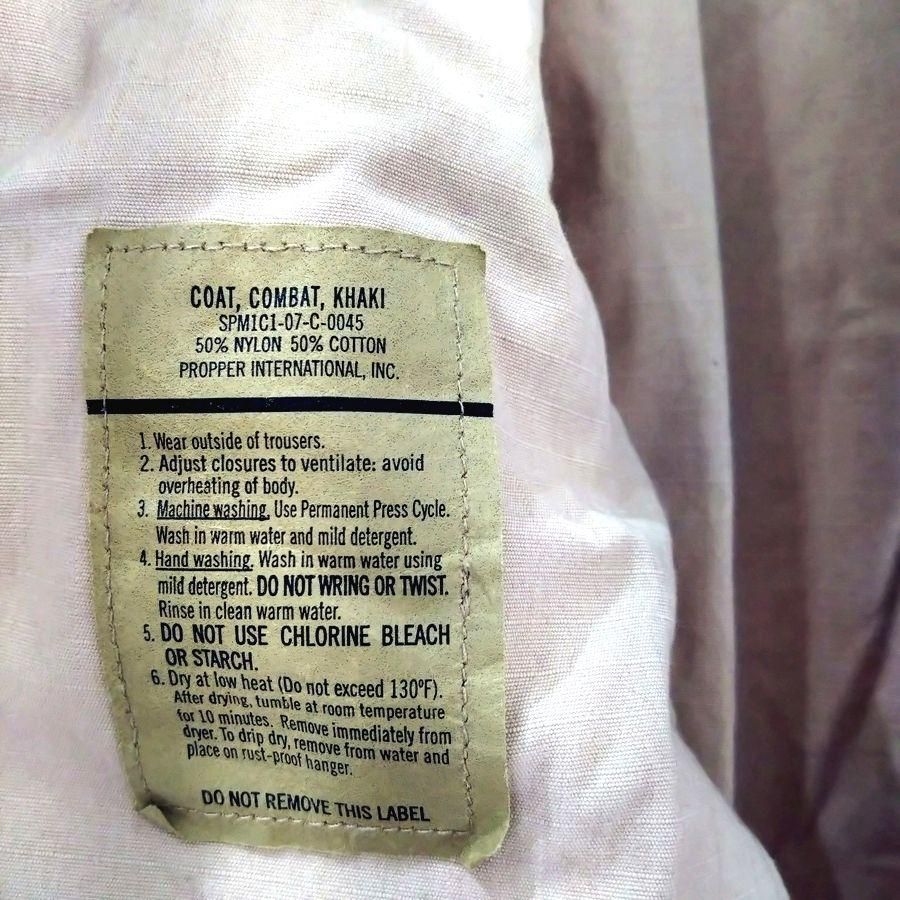 COAT, COMBAT, KHAKI
SPM1C1-07-C-0045
50% NYLON 50% COTTON
PROPPER INTERNATIONAL, INC.
1. Wear outside of trousers.
2. Adjust closures to ventilate: avoid
overheating of body.
3. Machine washing. Use Permanent Press Cycle.
Wash in warm water and mild detergent.
4. Hand washing. Wash in warm water using
mild detergent. DO NOT WRING OR TWIST.
Rinse in clean warm water.
5. DO NOT USE CHLORINE BLEACH
OR STARCH.
6. Dry at low heat (Do not exceed 130ºF).
After drying, tumble at room temperature
for 10 minutes. Remove immediately from
dryer. To drip dry, remove from water and
place on rust-proof hanger.
DO NOT REMOVE THIS LABEL